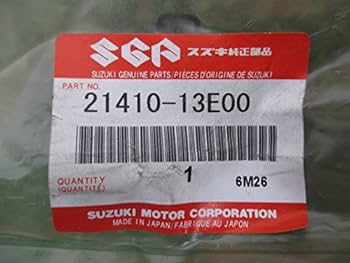 SGP スズキ純正部品
SUZUKI GENUINE PARTS/PIÈCES D'ORIGINE DE SUZUKI
PART NO.
21410-13E00
QUANTITY
(QUANTITÉ)
1 6M26
SUZUKI MOTOR CORPORATION
MADE IN JAPAN/FABRIQUÉ AU JAPON